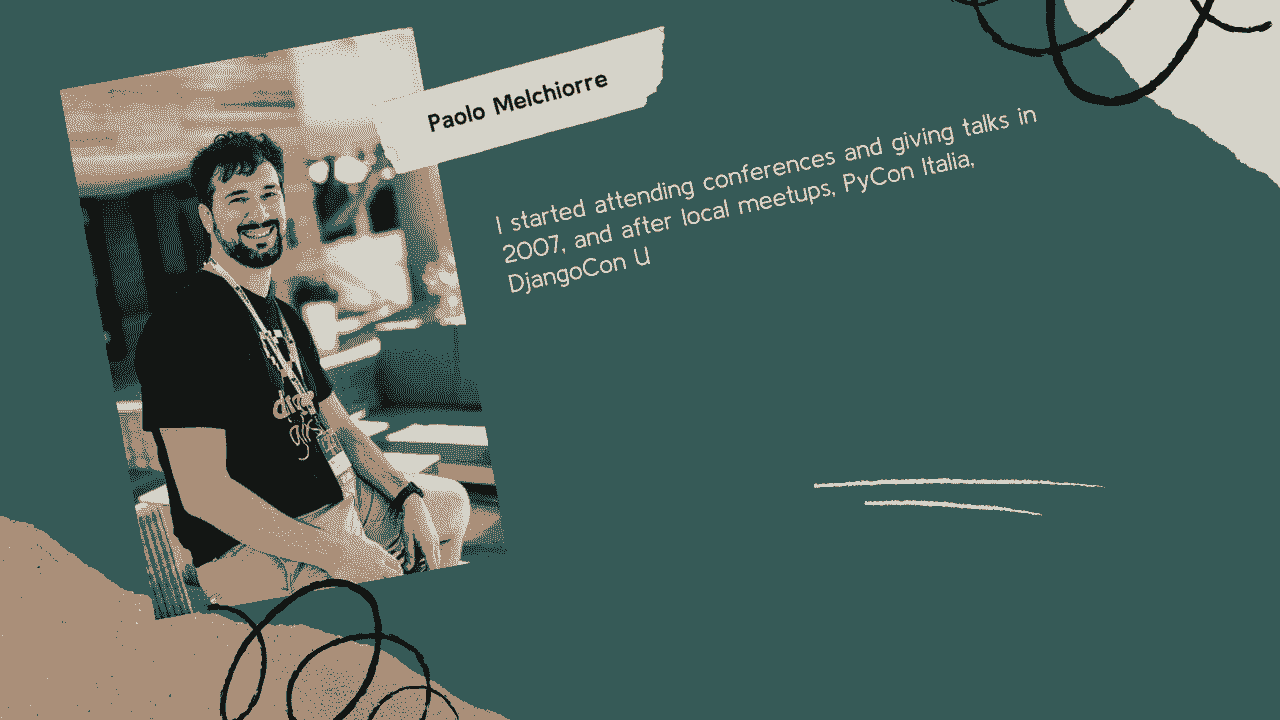 Paolo Melchiorre
I started attending conferences and giving talks in
2007, and after local meetups, PyCon Italia,
DjangoCon U